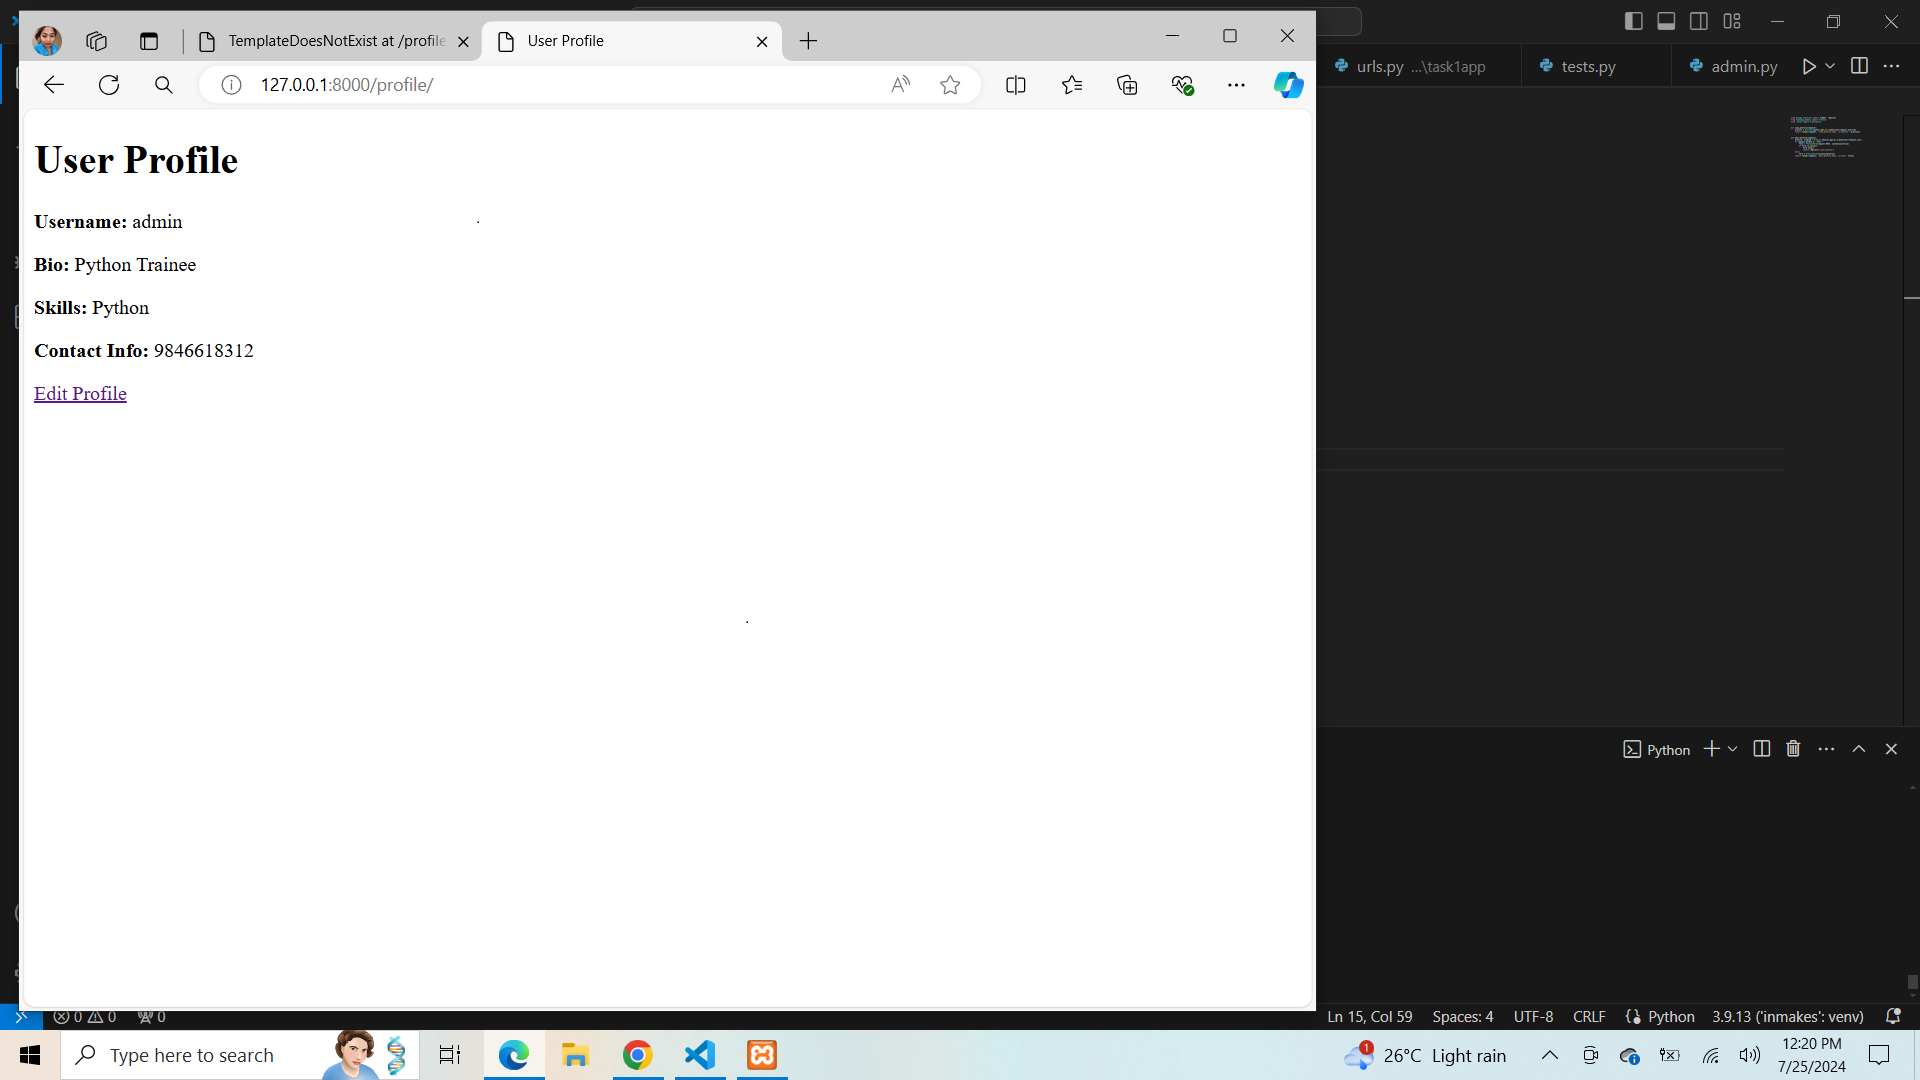 TemplateDoesNotExist at /profile
User Profile
127.0.0.1:8000/profile/
urls.py ...\task1app
tests.py
admin.py
User Profile
Username: admin
Bio: Python Trainee
Skills: Python
Contact Info: 9846618312
Edit Profile
Python
0 0 0
Ln 15, Col 59 Spaces: 4 UTF-8 CRLF Python 3.9.13 ('inmakes': venv)
Type here to search
1
26°C Light rain
12:20 PM
7/25/2024